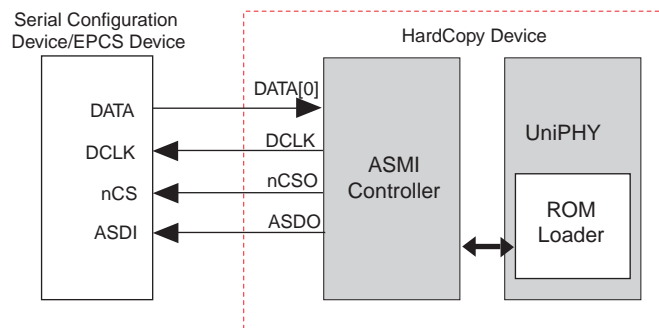 Serial Configuration
Device/EPCS Device
HardCopy Device
DATA
DATA[0]
DCLK
DCLK
nCS
nCSO
ASDI
ASDO
ASMI
Controller
UniPHY
ROM
Loader